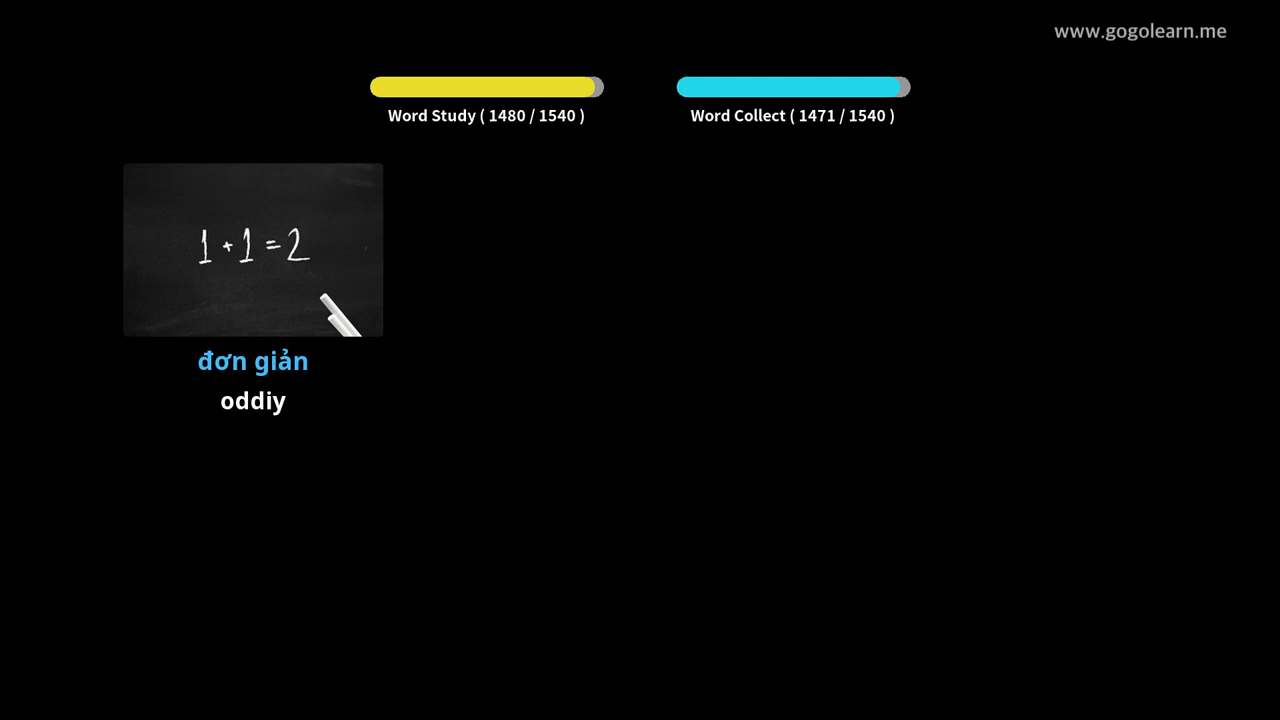 www.gogolearn.me
Word Study ( 1480 / 1540 )
Word Collect ( 1471 / 1540 )
1 + 1 = 2
đơn giản
oddiy